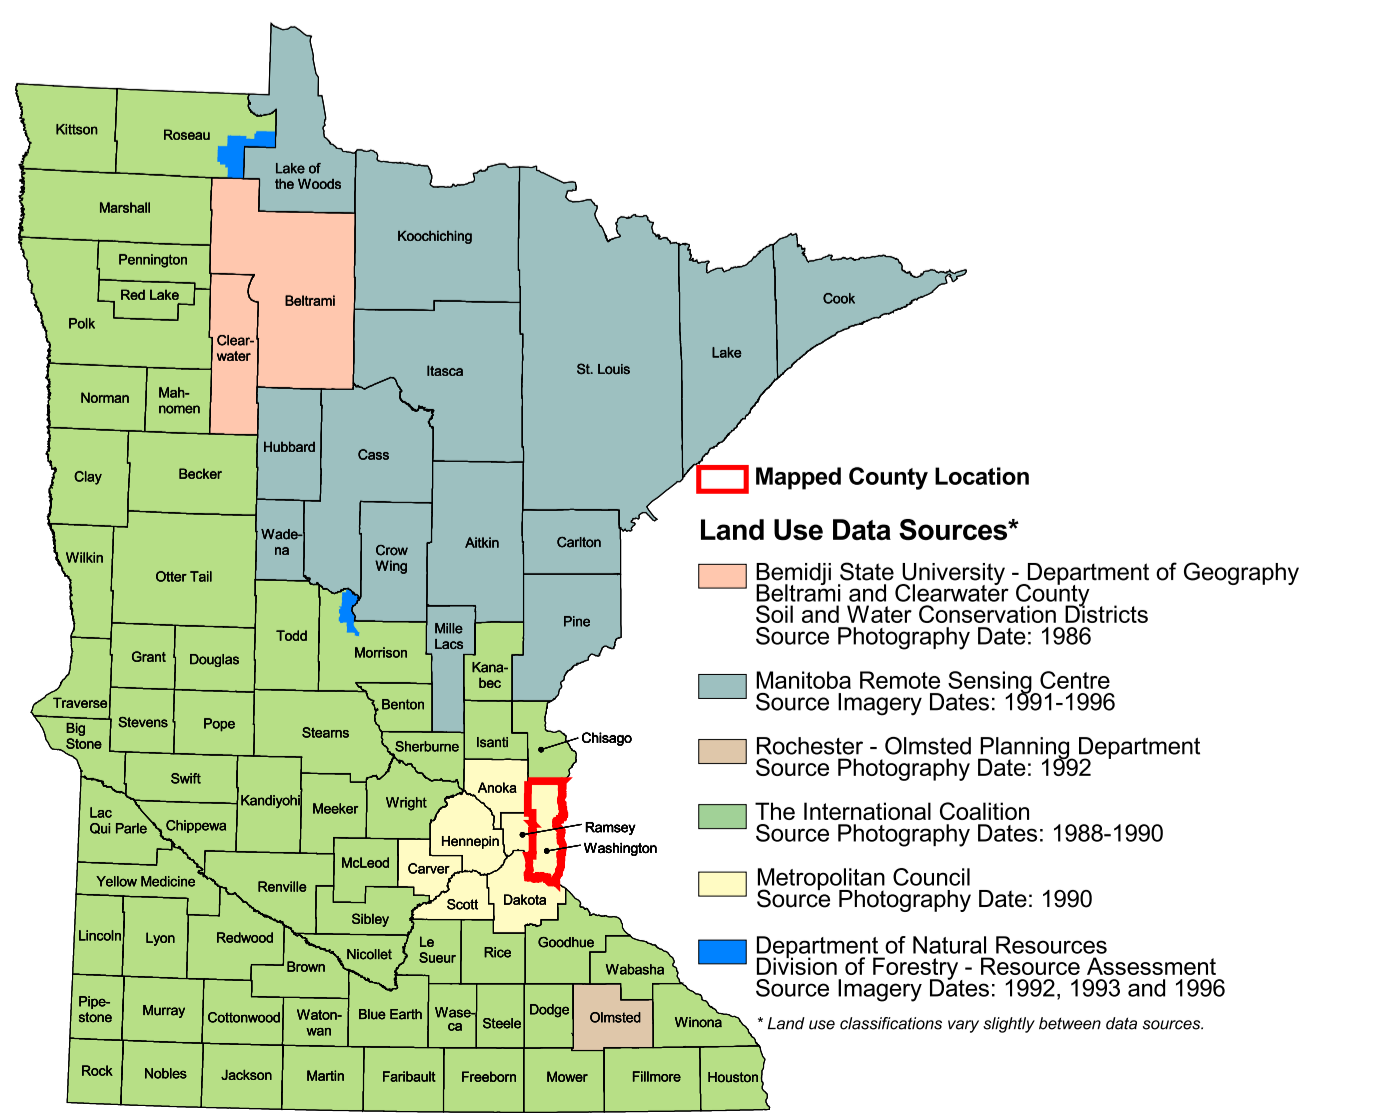 Kittson
Roseau
Lake of
the Woods
Marshall
Koochiching
Pennington
Red Lake
Beltrami
Cook
Polk
Clear-
water
Lake
Itasca
St. Louis
Norman
Mah-
nomen
Hubbard
Cass
Clay
Becker
Wade-
na
Crow
Wing
Aitkin
Carlton
Wilkin
Otter Tail
Pine
Mille
Lacs
Todd
Morrison
Grant
Douglas
Kana-
bec
Traverse
Benton
Stevens
Pope
Big
Stone
Stearns
Sherburne
Isanti
Chisago
Swift
Anoka
Kandiyohi
Meeker
Wright
Lac
Qui Parle
Chippewa
Hennepin
Ramsey
Washington
McLeod
Carver
Yellow Medicine
Renville
Scott
Dakota
Sibley
Lincoln
Lyon
Redwood
Nicollet
Le
Sueur
Rice
Goodhue
Brown
Wabasha
Pipe-
stone
Murray
Cottonwood
Waton-
wan
Blue Earth
Wase-
ca
Steele
Dodge
Olmsted
Winona
Rock
Nobles
Jackson
Martin
Faribault
Freeborn
Mower
Fillmore
Houston
Mapped County Location
Land Use Data Sources*
Bemidji State University - Department of Geography
Beltrami and Clearwater County
Soil and Water Conservation Districts
Source Photography Date: 1986
Manitoba Remote Sensing Centre
Source Imagery Dates: 1991-1996
Rochester - Olmsted Planning Department
Source Photography Date: 1992
The International Coalition
Source Photography Dates: 1988-1990
Metropolitan Council
Source Photography Date: 1990
Department of Natural Resources
Division of Forestry - Resource Assessment
Source Imagery Dates: 1992, 1993 and 1996
* Land use classifications vary slightly between data sources.